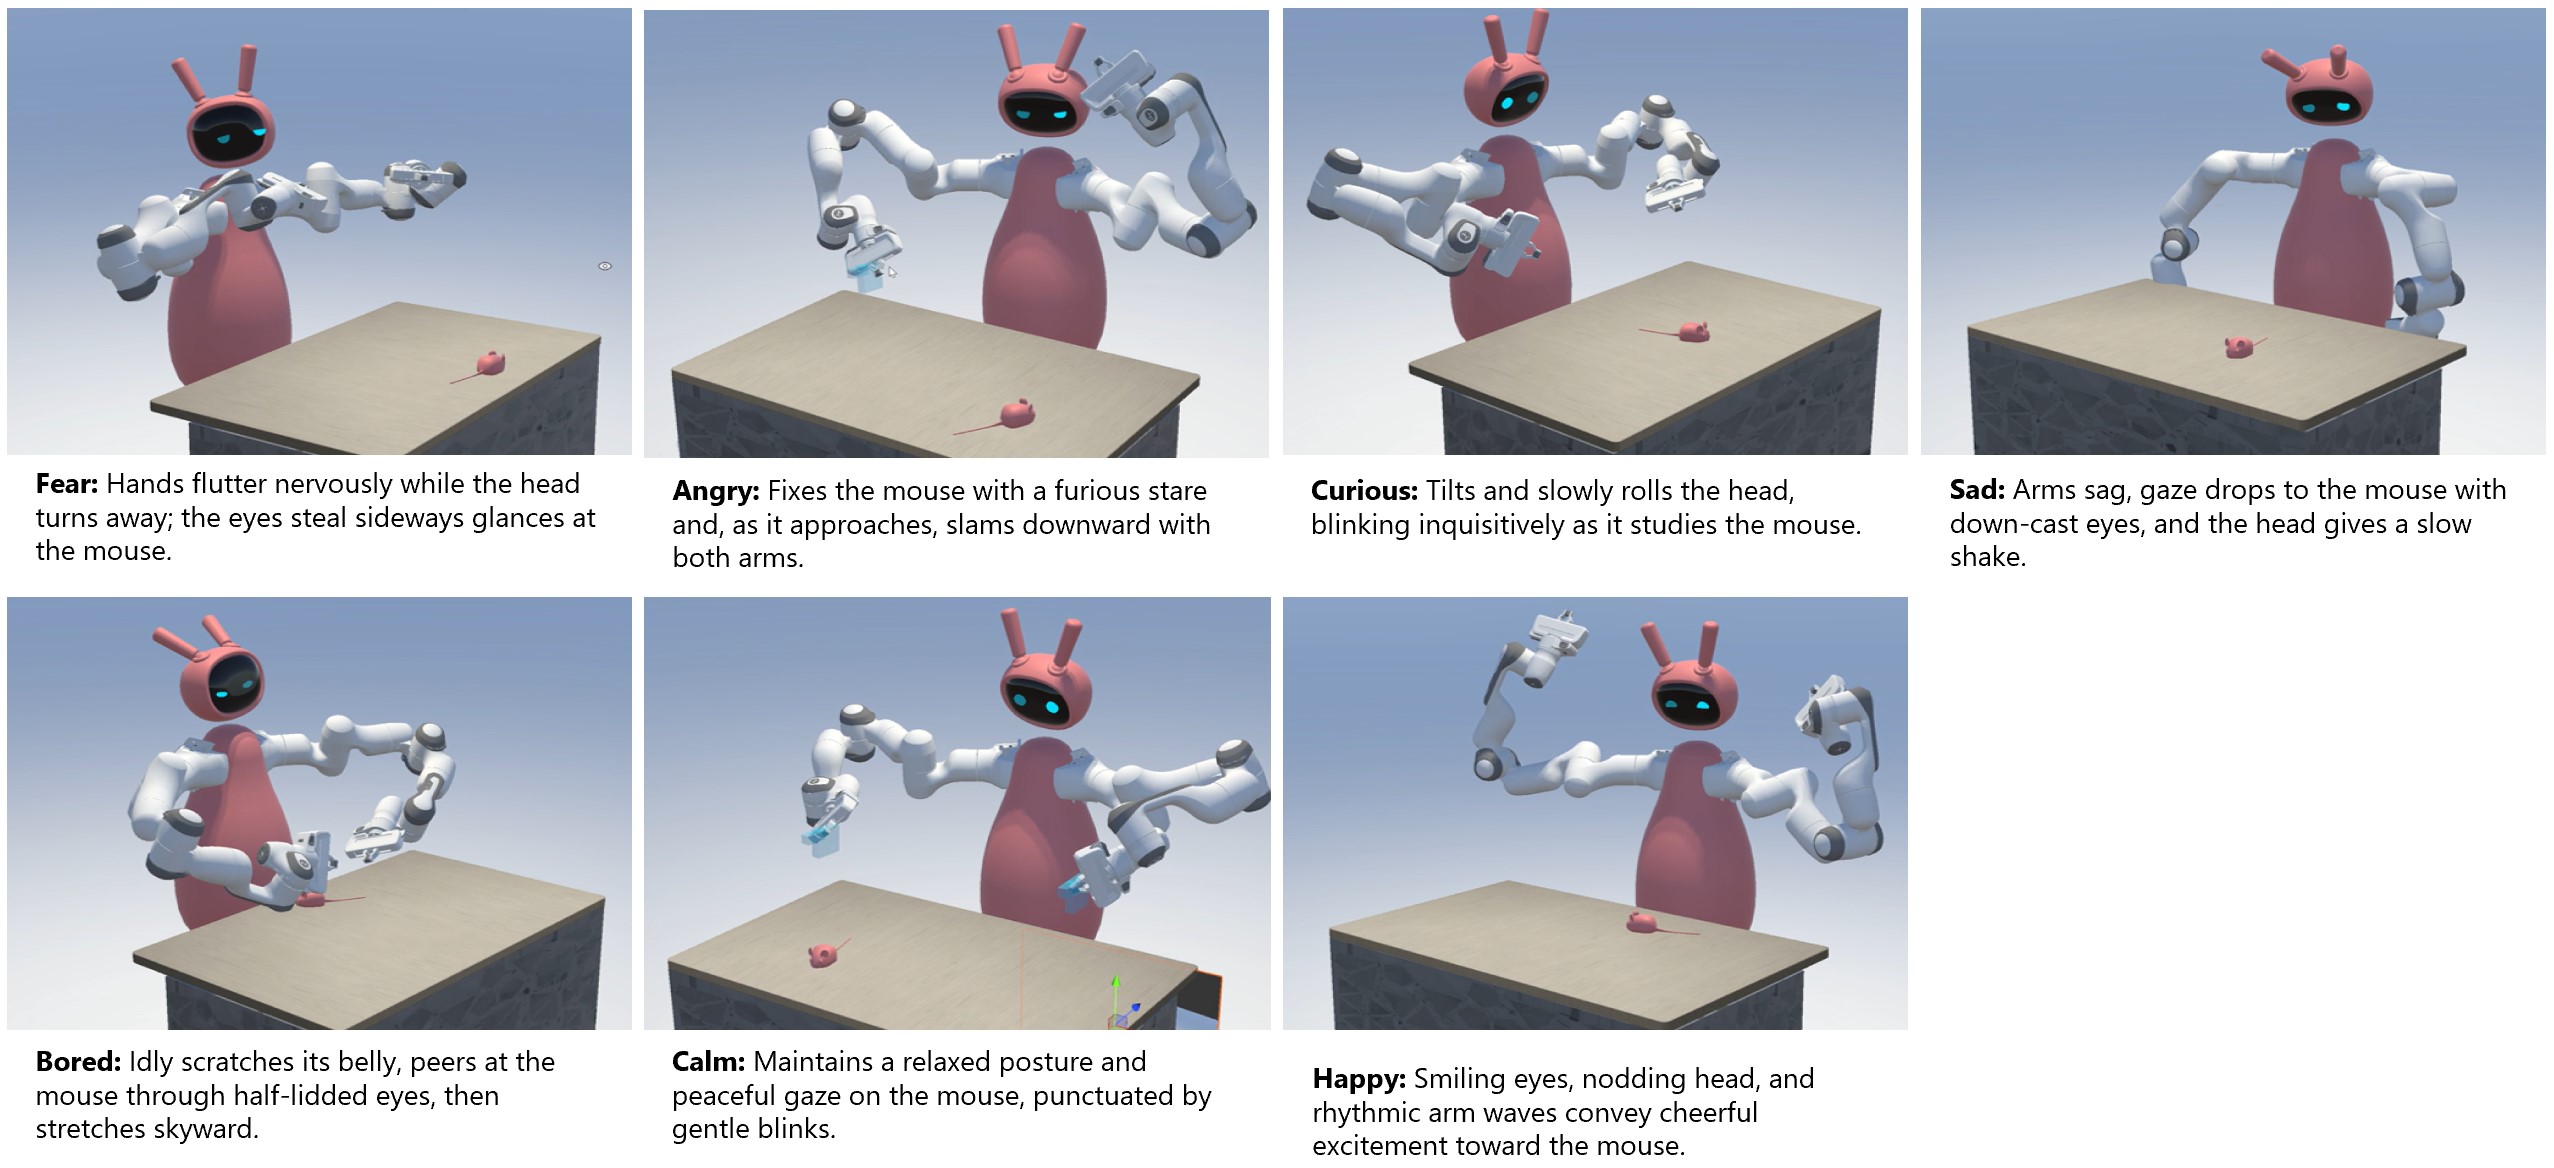 Fear: Hands flutter nervously while the head
turns away; the eyes steal sideways glances at
the mouse.
Angry: Fixes the mouse with a furious stare
and, as it approaches, slams downward with
both arms.
Curious: Tilts and slowly rolls the head,
blinking inquisitively as it studies the mouse.
Sad: Arms sag, gaze drops to the mouse with
down-cast eyes, and the head gives a slow
shake.
Bored: Idly scratches its belly, peers at the
mouse through half-lidded eyes, then
stretches skyward.
Calm: Maintains a relaxed posture and
peaceful gaze on the mouse, punctuated by
gentle blinks.
Happy: Smiling eyes, nodding head, and
rhythmic arm waves convey cheerful
excitement toward the mouse.